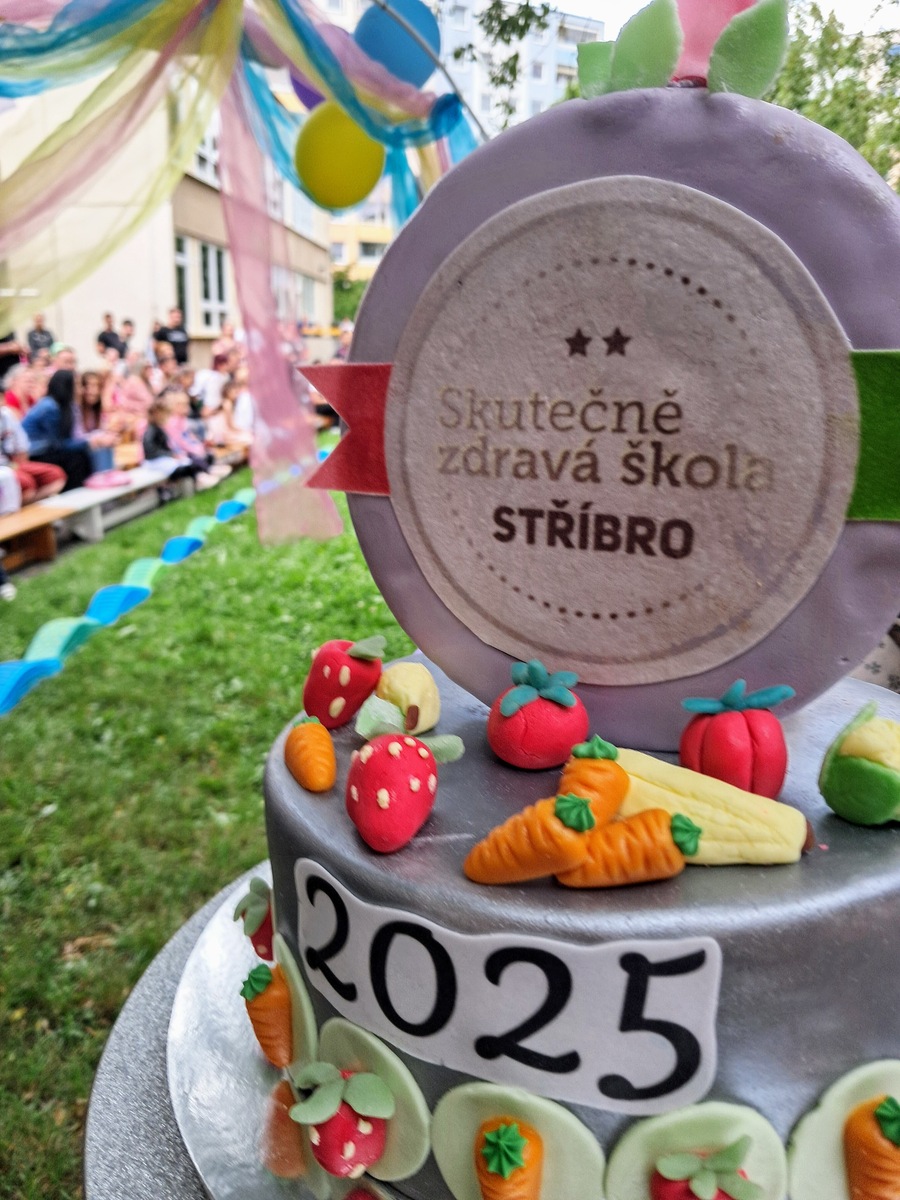 Skutečně
zdravá škola
STŘÍBRO
2025